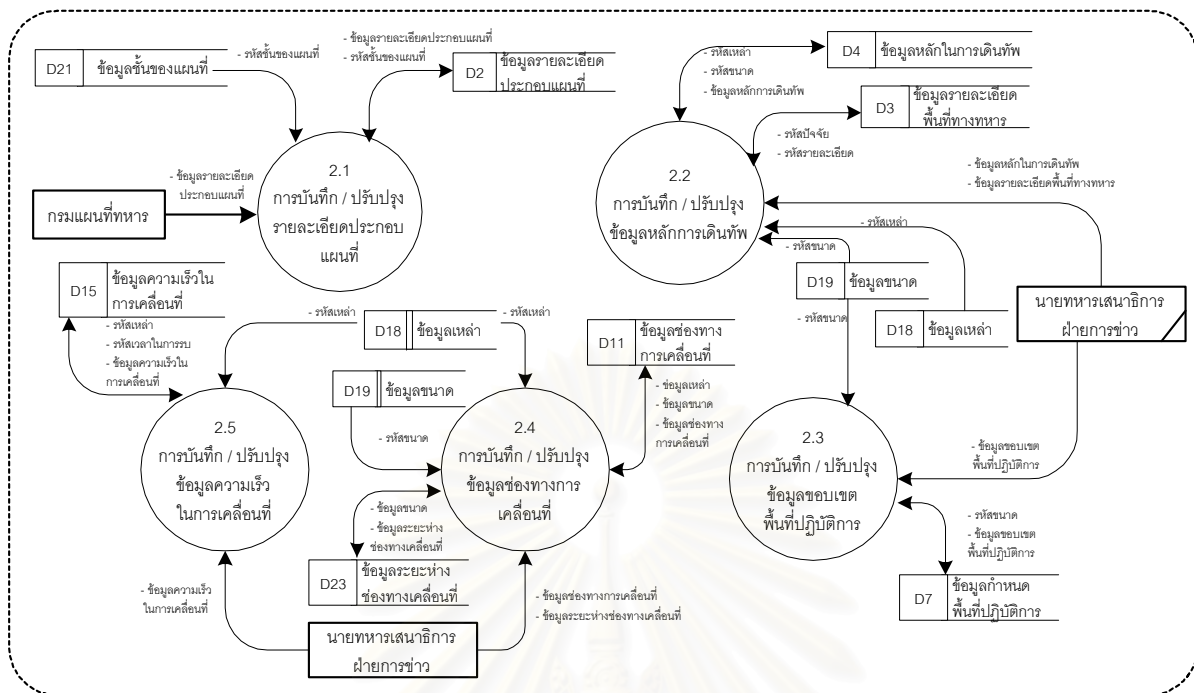 D21
ข้อมูลชั้นของแผนที่
- รหัสชั้นของแผนที่
- ข้อมูลรายละเอียดประกอบแผนที่
- รหัสชั้นของแผนที่
D2
ข้อมูลรายละเอียด
ประกอบแผนที่
2.1
การบันทึก / ปรับปรุง
รายละเอียดประกอบ
แผนที่
- ข้อมูลรายละเอียด
ประกอบแผนที่
กรมแผนที่ทหาร
- รหัสเหล่า
- รหัสขนาด
- ข้อมูลหลักการเดินทัพ
D4
ข้อมูลหลักในการเดินทัพ
D3
ข้อมูลรายละเอียด
พื้นที่ทางทหาร
- รหัสปัจจัย
- รหัสรายละเอียด
2.2
การบันทึก / ปรับปรุง
ข้อมูลหลักการเดินทัพ
- ข้อมูลหลักในการเดินทัพ
- ข้อมูลรายละเอียดพื้นที่ทางทหาร
- รหัสเหล่า
- รหัสขนาด
D19
ข้อมูลขนาด
- รหัสขนาด
D18
ข้อมูลเหล่า
นายทหารเสนาธิการ
ฝ่ายการข่าว
D15
ข้อมูลความเร็วใน
การเคลื่อนที่
- รหัสเหล่า
- รหัสเวลาในการรบ
- ข้อมูลความเร็วใน
การเคลื่อนที่
- รหัสเหล่า
D18
ข้อมูลเหล่า
- รหัสเหล่า
D19
ข้อมูลขนาด
- รหัสขนาด
D11
ข้อมูลช่องทาง
การเคลื่อนที่
- ข่อมูลเหล่า
- ข้อมูลขนาด
- ข้อมูลช่องทาง
การเคลื่อนที่
2.5
การบันทึก / ปรับปรุง
ข้อมูลความเร็ว
ในการเคลื่อนที่
2.4
การบันทึก / ปรับปรุง
ข้อมูลช่องทางการ
เคลื่อนที่
2.3
การบันทึก / ปรับปรุง
ข้อมูลขอบเขต
พื้นที่ปฏิบัติการ
- ข้อมูลขอบเขต
พื้นที่ปฏิบัติการ
- ข้อมูลขนาด
- ข้อมูลระยะห่าง
ช่องทางเคลื่อนที่
D23
ข้อมูลระยะห่าง
ช่องทางเคลื่อนที่
- รหัสขนาด
- ข้อมูลขอบเขต
พื้นที่ปฏิบัติการ
D7
ข้อมูลกำหนด
พื้นที่ปฏิบัติการ
- ข้อมูลความเร็ว
ในการเคลื่อนที่
- ข้อมูลช่องทางการเคลื่อนที่
- ข้อมูลระยะห่างช่องทางเคลื่อนที่
นายทหารเสนาธิการ
ฝ่ายการข่าว